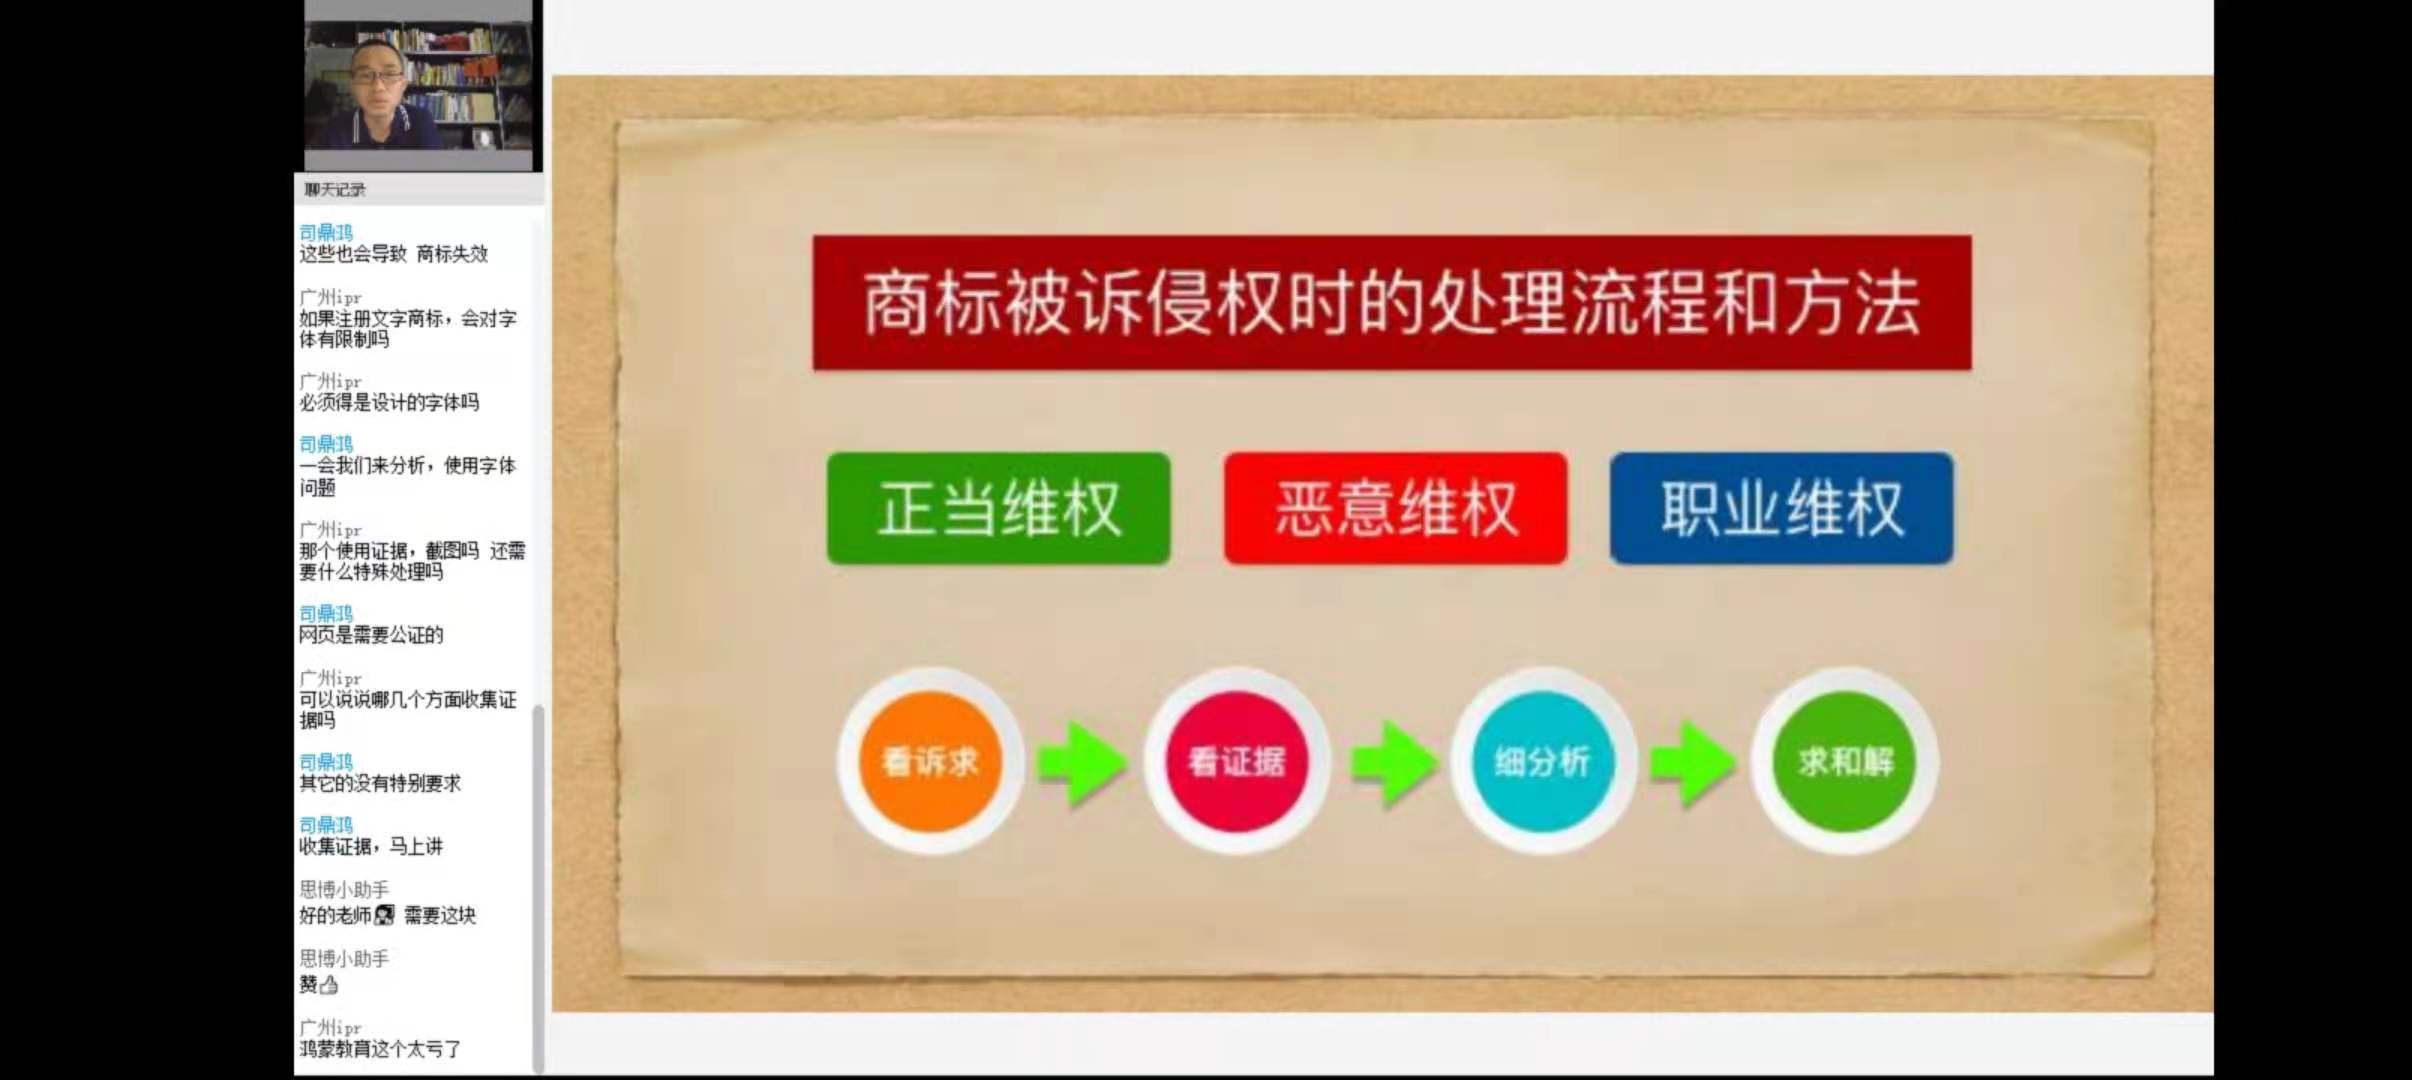 聊天记录
司鼎鸿
这些也会导致 商标失效
广州ipr
如果注册文字商标，会对字
体有限制吗
广州ipr
必须得是设计的字体吗
司鼎鸿
一会我们来分析，使用字体
问题
广州ipr
那个使用证据，截图吗 还需
要什么特殊处理吗
司鼎鸿
网页是需要公证的
广州ipr
可以说说哪几个方面收集证
据吗
司鼎鸿
其它的没有特别要求
司鼎鸿
收集证据，马上讲
思博小助手
好的老师 需要这块
思博小助手
赞
广州ipr
鸿蒙教育这个太亏了
商标被诉侵权时的处理流程和方法
正当维权 恶意维权 职业维权
看诉求 看证据 细分析 求和解